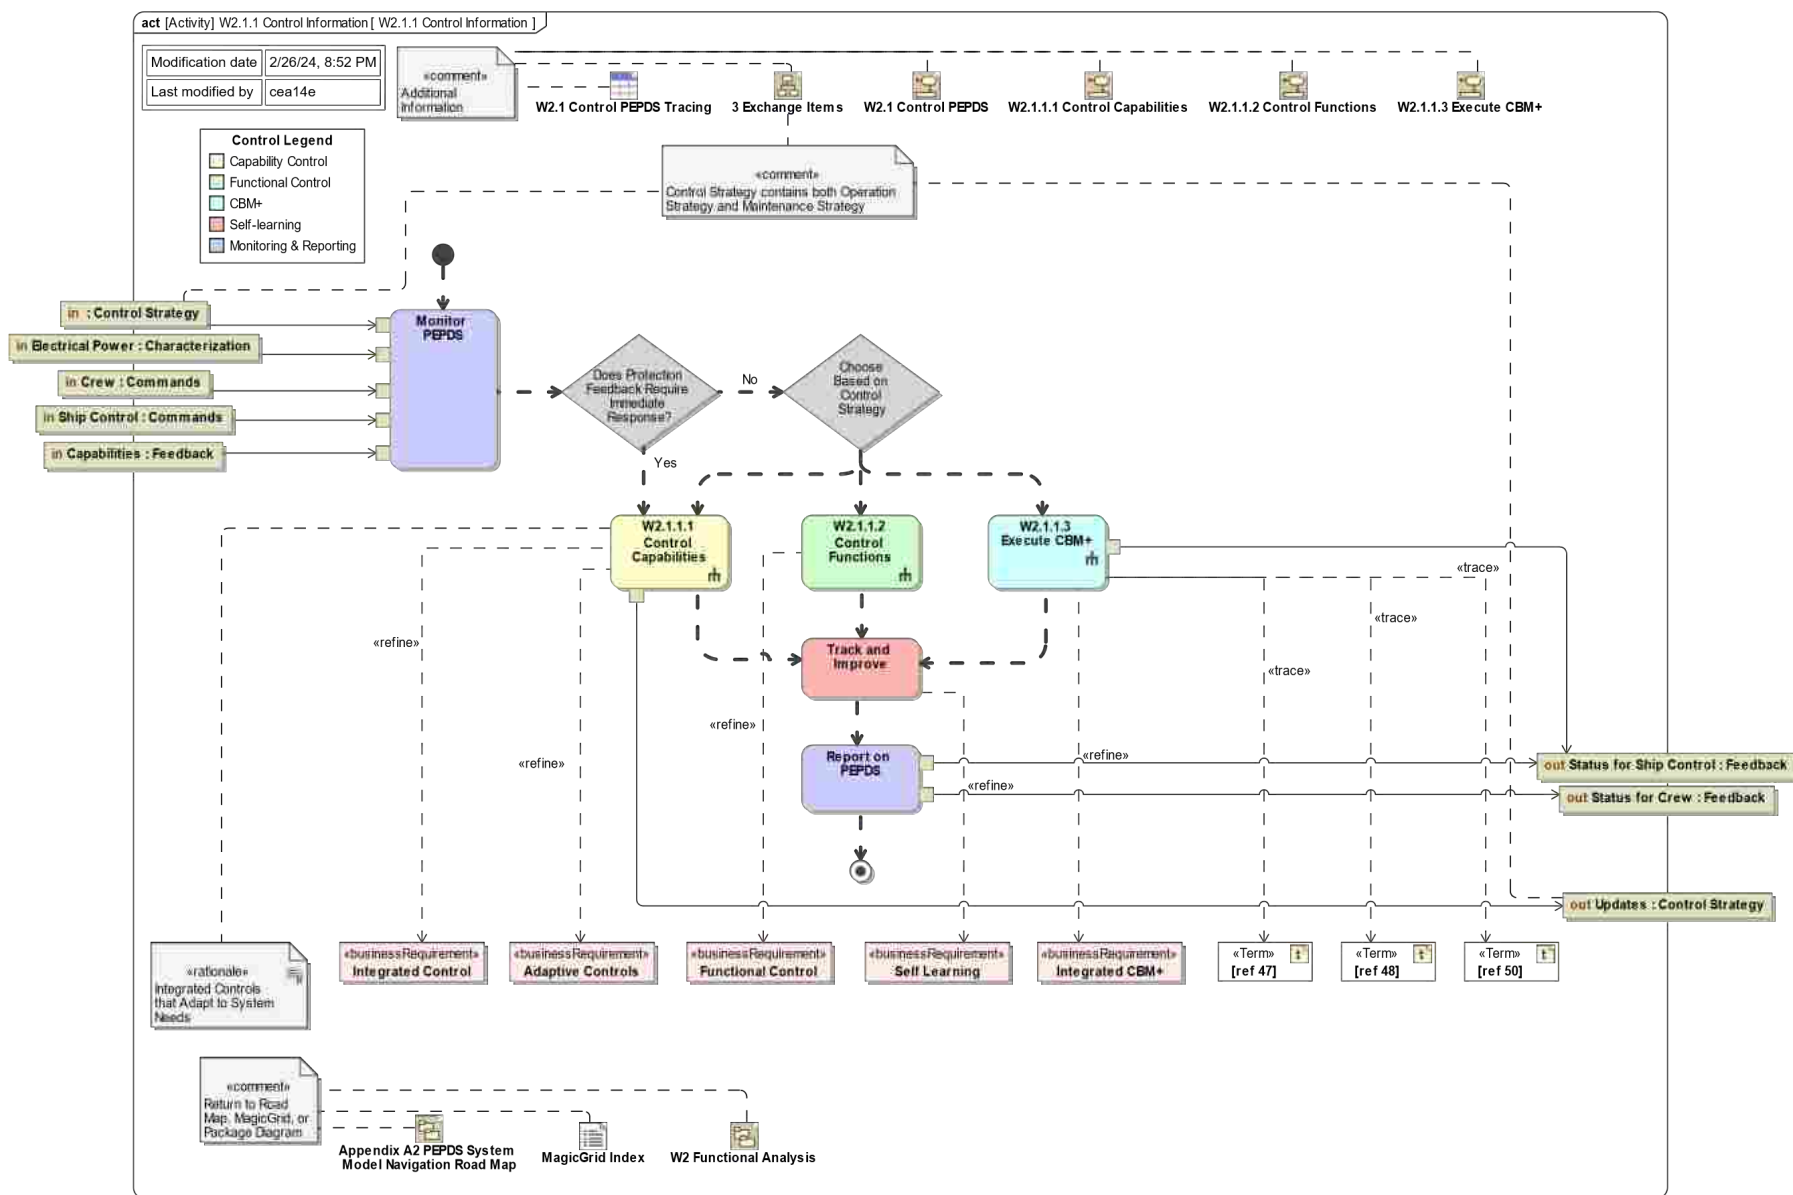 act [Activity] W2.1.1 Control Information [ W2.1.1 Control Information ]
Modification date 2/26/24, 8:52 PM
Last modified by cea14e
«comment»
Additional
Information
W2.1 Control PEPDS Tracing
3 Exchange Items
W2.1 Control PEPDS
W2.1.1.1 Control Capabilities
W2.1.1.2 Control Functions
W2.1.1.3 Execute CBM+
Control Legend
Capability Control
Functional Control
CBM+
Self-learning
Monitoring & Reporting
«comment»
Control Strategy contains both Operation
Strategy and Maintenance Strategy
in : Control Strategy
in Electrical Power : Characterization
in Crew : Commands
in Ship Control : Commands
in Capabilities : Feedback
Monitor
PEPDS
Does Protection
Feedback Require
Immediate
Response?
No
Yes
Choose
Based on
Control
Strategy
W2.1.1.1
Control
Capabilities
W2.1.1.2
Control
Functions
W2.1.1.3
Execute CBM+
«trace»
«trace»
«trace»
«refine»
«refine»
«refine»
«refine»
«refine»
Track and
Improve
Report on
PEPDS
out Status for Ship Control : Feedback
out Status for Crew : Feedback
out Updates : Control Strategy
«rationale»
Integrated Controls
that Adapt to System
Needs
«businessRequirement»
Integrated Control
«businessRequirement»
Adaptive Controls
«businessRequirement»
Functional Control
«businessRequirement»
Self Learning
«businessRequirement»
Integrated CBM+
«Term»
[ref 47]
«Term»
[ref 48]
«Term»
[ref 50]
«comment»
Return to Road
Map, MagicGrid, or
Package Diagram
Appendix A2 PEPDS System
Model Navigation Road Map
MagicGrid Index
W2 Functional Analysis